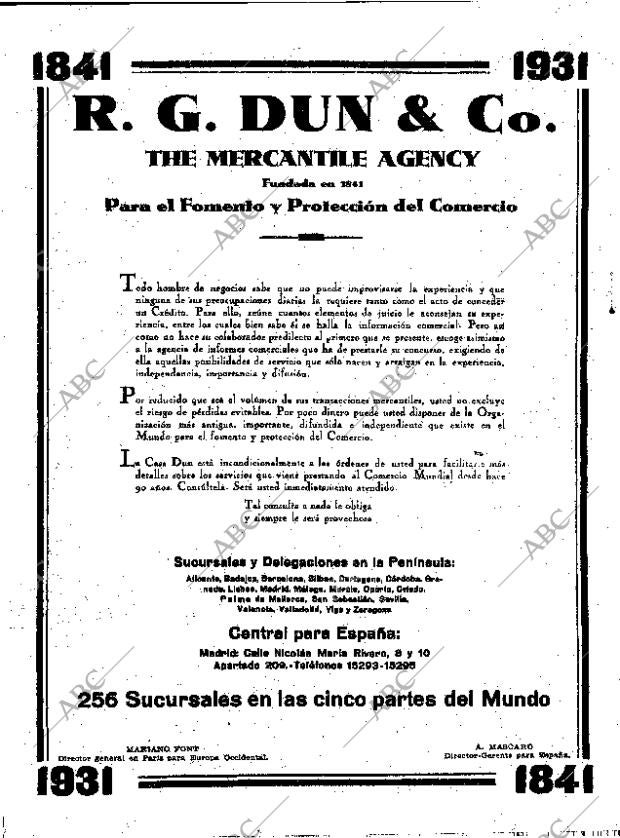 1841 1931
R. G. DUN & Co.
THE MERCANTILE AGENCY
Fundada en 1841
Para el Fomento y Protección del Comercio
Todo hombre de negocios sabe que no puede improvisarse la experiencia y que
ninguna de sus preocupaciones diarias la requiere tanto como el acto de conceder
un Crédito. Para ello, reúne cuantos elementos de juicio le aconsejan su expe-
riencia, entre los cuales bien sabe él se halla la información comercial. Pero así
como no hace su colaborador predilecto al primero que se presente, escoge asimismo
a la agencia de informes comerciales que ha de prestarle su concurso, exigiendo de
ella aquellas posibilidades de servicio que sólo nacen y arraigan en la experiencia,
independencia, importancia y difusión.
Por reducido que sea el volúmen de sus transacciones mercantiles, usted no excluye
el riesgo de pérdidas evitables. Por poco dinero puede usted disponer de la Orga-
nización más antigua, importante, difundida e independiente que existe en el
Mundo para el fomento y protección del Comercio.
La Casa Dun está incondicionalmente a las órdenes de usted para facilitarle más
detalles sobre los servicios que viene prestando al Comercio Mundial desde hace
90 años. Consúltela. Será usted inmediatamente atendido.
Tal consulta a nada le obliga
y siempre le será provechosa
Sucursales y Delegaciones en la Península:
Alicante, Badajoz, Barcelona, Bilbao, Cartagena, Córdoba, Gra-
nada, Lisboa, Madrid, Málaga, Murcia, Oporto, Oviedo,
Palma de Mallorca, San Sebastián, Sevilla,
Valencia, Valladolid, Vigo y Zaragoza
Central para España:
Madrid: Calle Nicolás María Rivero, 8 y 10
Apartado 209.-Teléfonos 15293-15295
256 Sucursales en las cinco partes del Mundo
MARIANO FONT
Director general en París para Europa Occidental.
A. MASCARÓ
Director-Gerente para España.
1931 1841